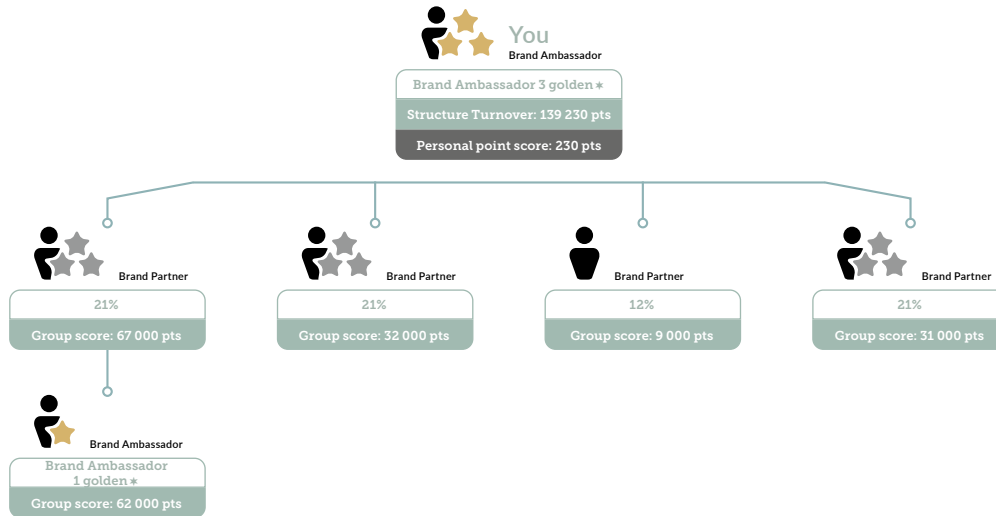 You
Brand Ambassador
Brand Ambassador 3 golden ✶
Structure Turnover: 139 230 pts
Personal point score: 230 pts
Brand Partner
21%
Group score: 67 000 pts
Brand Partner
21%
Group score: 32 000 pts
Brand Partner
12%
Group score: 9 000 pts
Brand Partner
21%
Group score: 31 000 pts
Brand Ambassador
Brand Ambassador
1 golden ✶
Group score: 62 000 pts